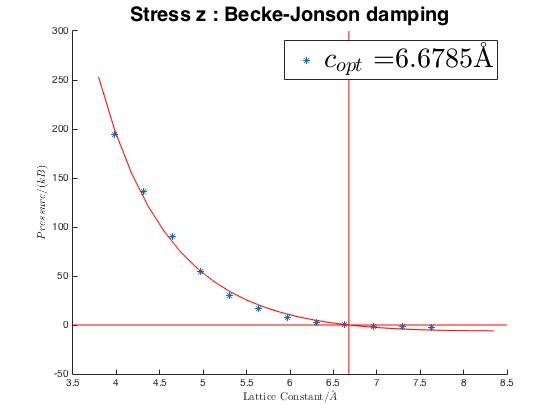 Stress z : Becke-Jonson damping
c_opt =6.6785Å
300
250
200
150
100
50
0
-50
Pressure/(kB)
3.5 4 4.5 5 5.5 6 6.5 7 7.5 8 8.5
Lattice Constant/Å